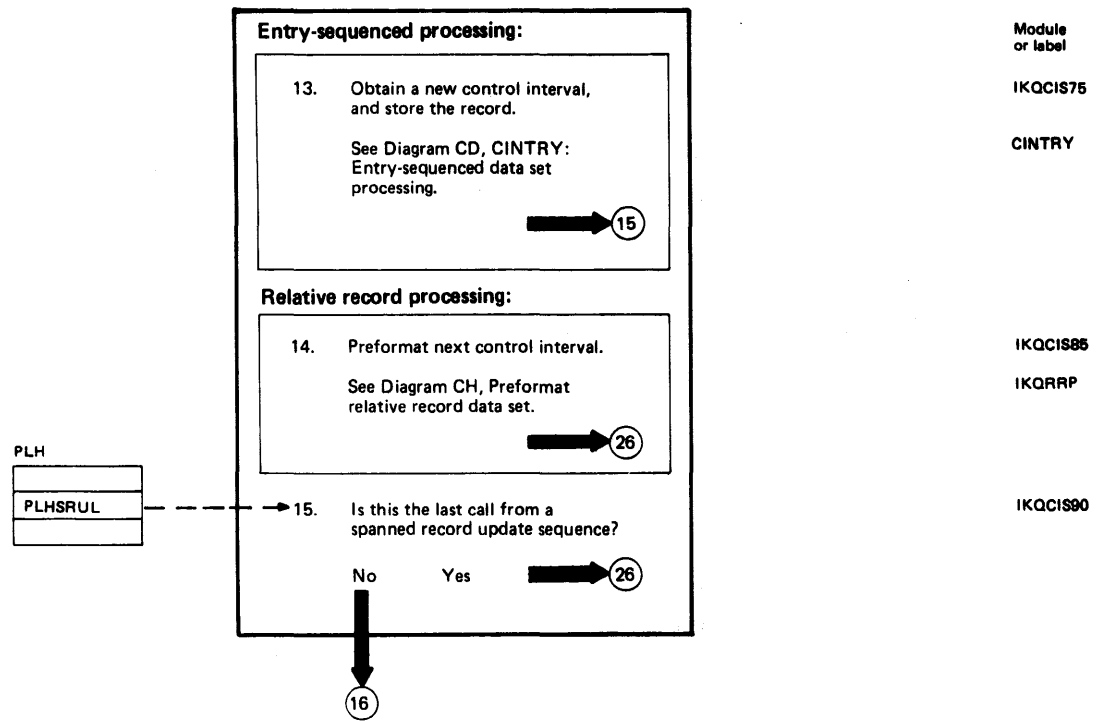 Entry-sequenced processing:
Module
or label
13. Obtain a new control interval,
and store the record.
IKQCIS75
See Diagram CD, CINTRY:
Entry-sequenced data set
processing.
CINTRY
15
Relative record processing:
14. Preformat next control interval.
IKQCIS85
See Diagram CH, Preformat
relative record data set.
IKQRRP
26
PLH
PLHSRUL
15. Is this the last call from a
spanned record update sequence?
IKQCIS90
No Yes
26
16